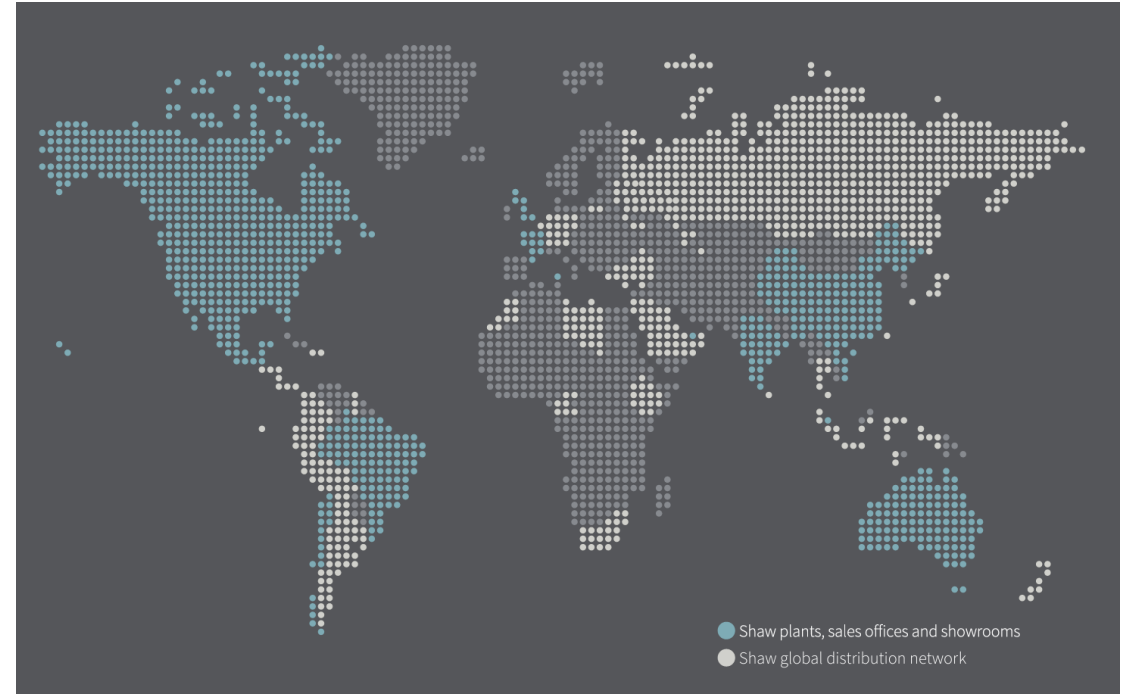 Shaw plants, sales offices and showrooms
Shaw global distribution network